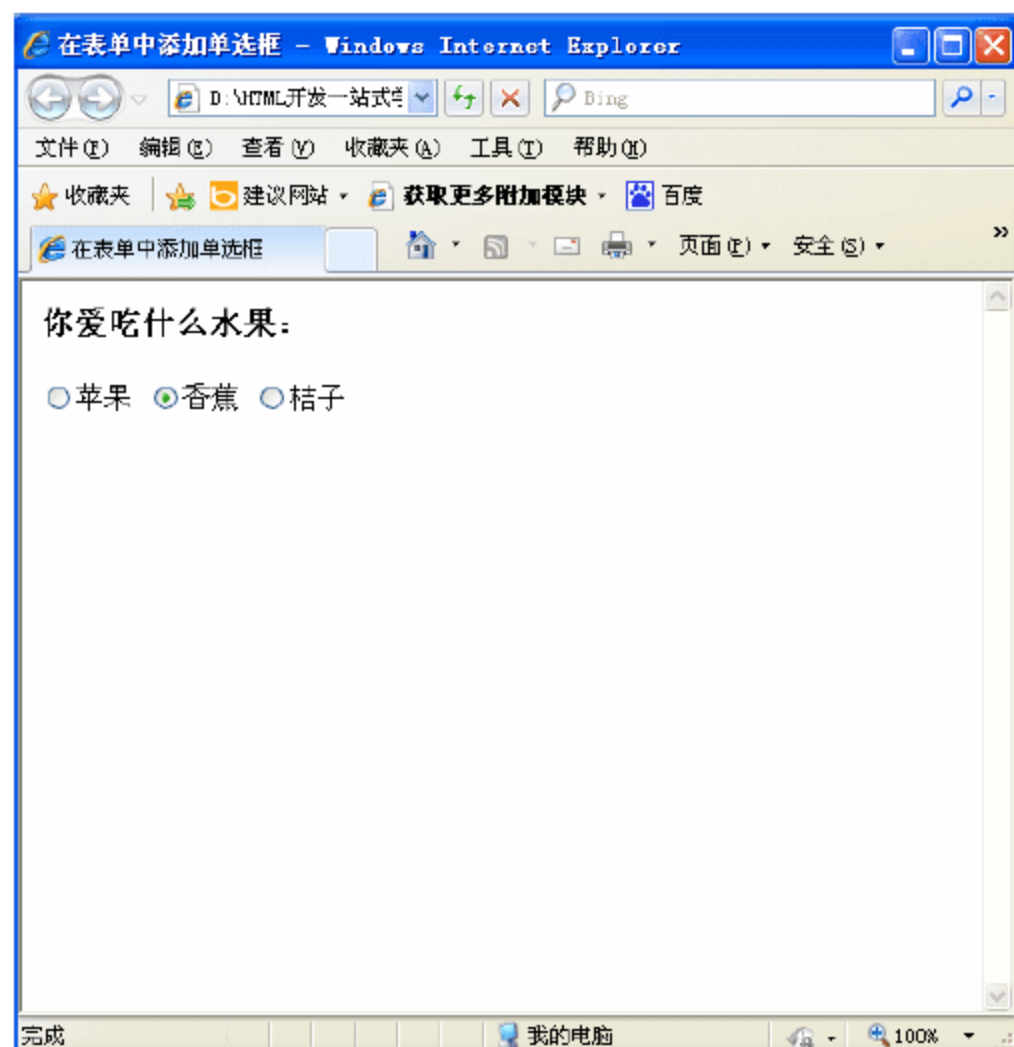 在表单中添加单选框 - Windows Internet Explorer
D:\HTML开发一站式学 Bing
文件(F) 编辑(E) 查看(V) 收藏夹(A) 工具(T) 帮助(H)
收藏夹 建议网站 获取更多附加模块 百度
在表单中添加单选框 页面(P) 安全(S) »
你爱吃什么水果：
苹果 香蕉 桔子
完成 我的电脑 100%